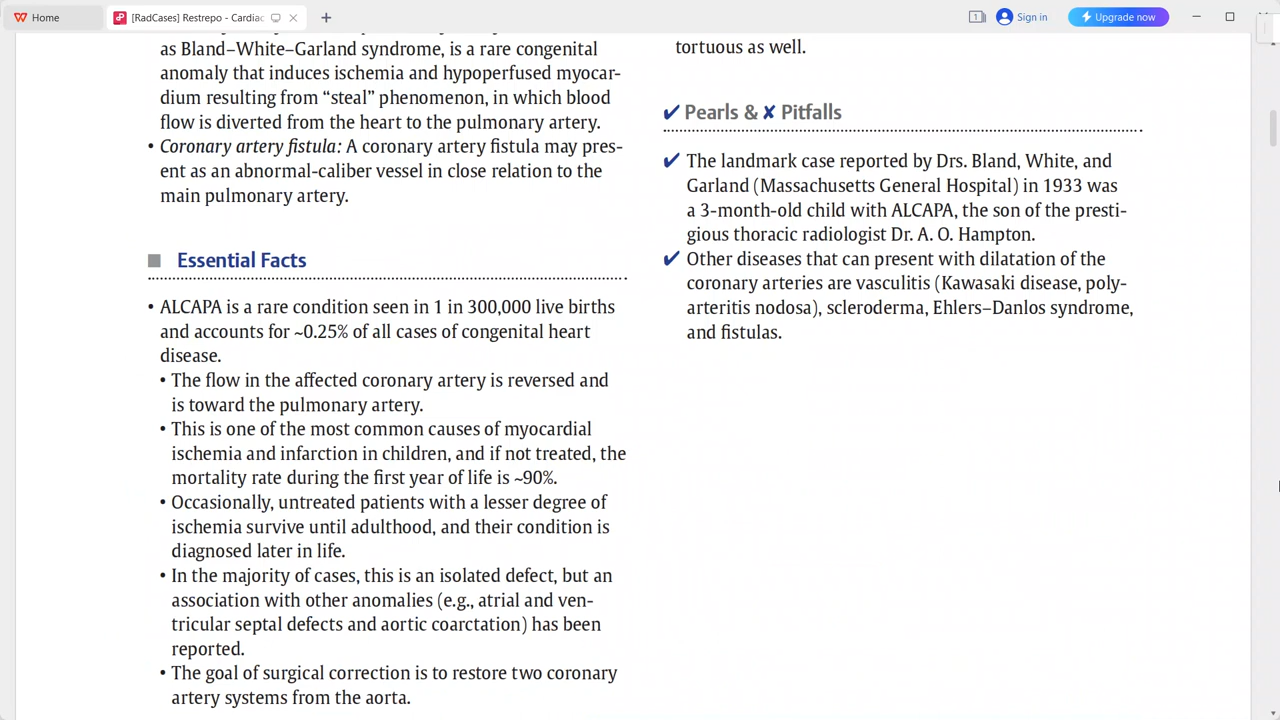 Home
[RadCases] Restrepo - Cardiac
Sign in
Upgrade now
as Bland–White–Garland syndrome, is a rare congenital
anomaly that induces ischemia and hypoperfused myocar-
dium resulting from “steal” phenomenon, in which blood
flow is diverted from the heart to the pulmonary artery.
• Coronary artery fistula: A coronary artery fistula may pres-
ent as an abnormal-caliber vessel in close relation to the
main pulmonary artery.
■ Essential Facts
• ALCAPA is a rare condition seen in 1 in 300,000 live births
and accounts for ~0.25% of all cases of congenital heart
disease.
• The flow in the affected coronary artery is reversed and
is toward the pulmonary artery.
• This is one of the most common causes of myocardial
ischemia and infarction in children, and if not treated, the
mortality rate during the first year of life is ~90%.
• Occasionally, untreated patients with a lesser degree of
ischemia survive until adulthood, and their condition is
diagnosed later in life.
• In the majority of cases, this is an isolated defect, but an
association with other anomalies (e.g., atrial and ven-
tricular septal defects and aortic coarctation) has been
reported.
• The goal of surgical correction is to restore two coronary
artery systems from the aorta.
tortuous as well.
✔ Pearls & ✘ Pitfalls
✔ The landmark case reported by Drs. Bland, White, and
Garland (Massachusetts General Hospital) in 1933 was
a 3-month-old child with ALCAPA, the son of the presti-
gious thoracic radiologist Dr. A. O. Hampton.
✔ Other diseases that can present with dilatation of the
coronary arteries are vasculitis (Kawasaki disease, poly-
arteritis nodosa), scleroderma, Ehlers–Danlos syndrome,
and fistulas.